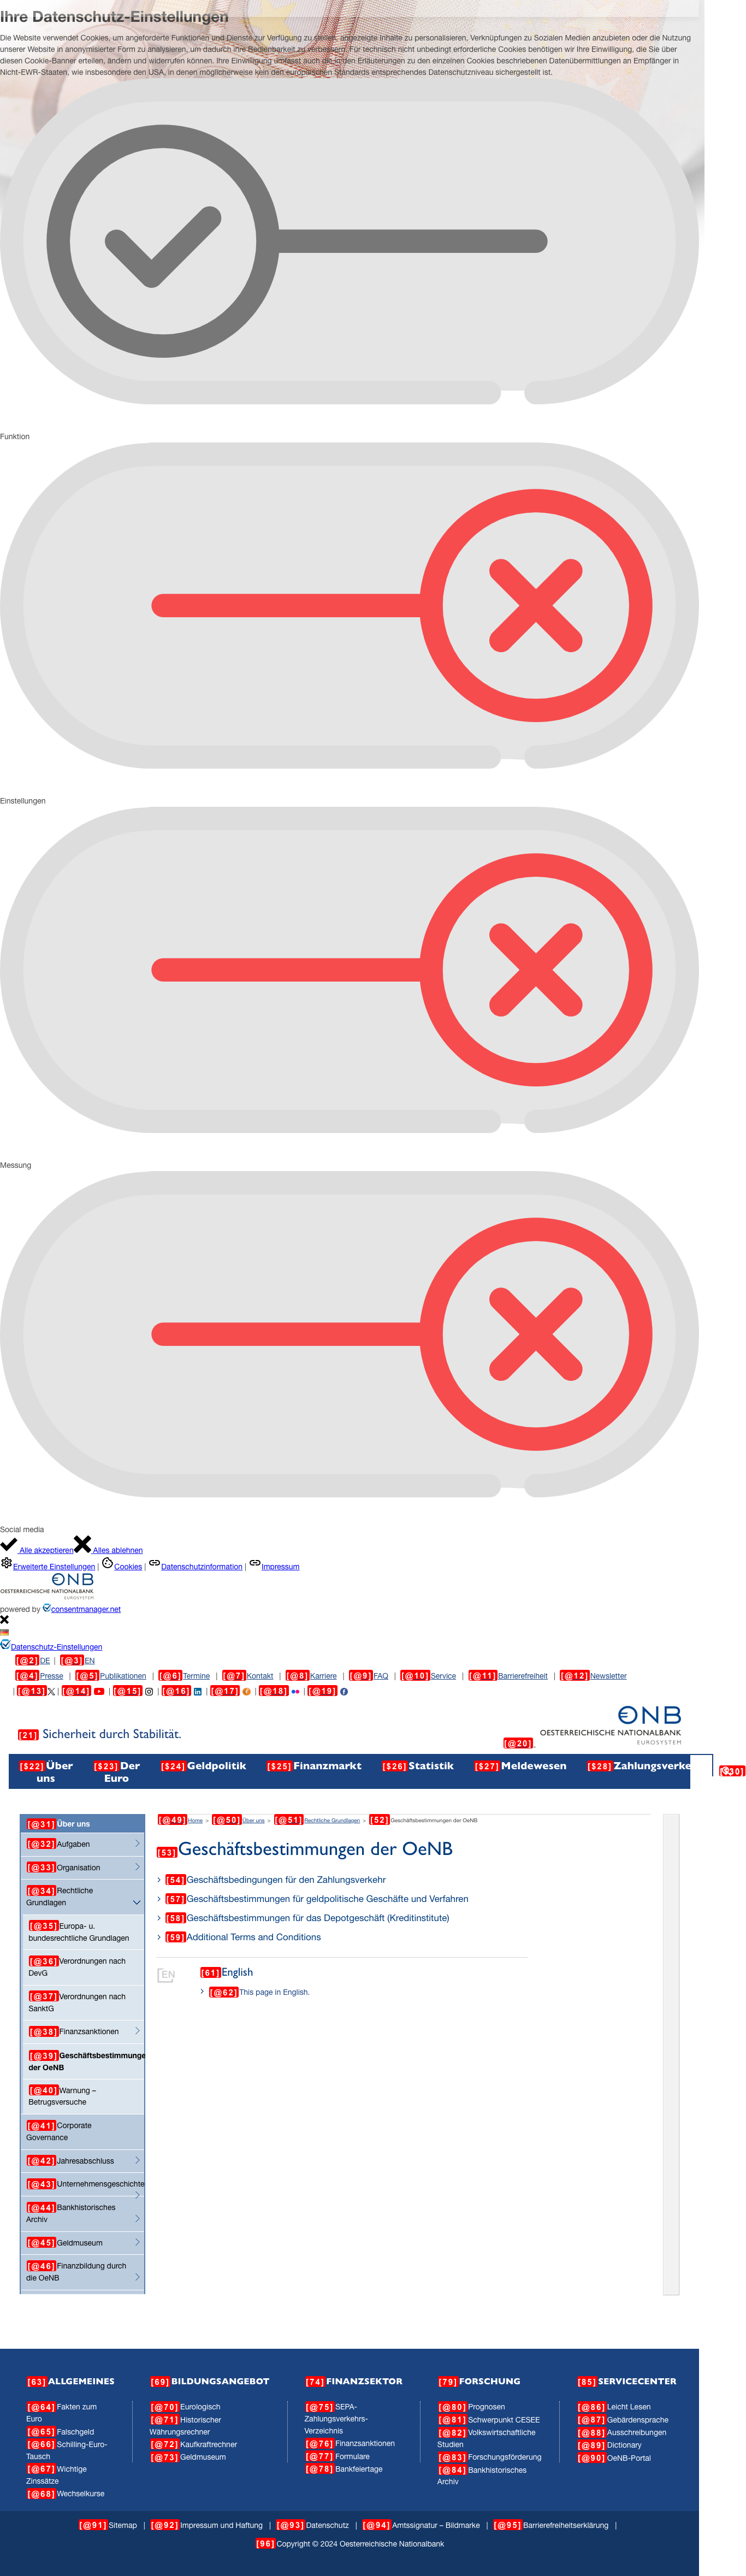 Ihre Datenschutz-Einstellungen
Die Website verwendet Cookies, um angeforderte Funktionen und Dienste zur Verfügung zu stellen, angezeigte Inhalte zu personalisieren, Verknüpfungen zu Sozialen Medien anzubieten oder die Nutzung
unserer Website in anonymisierter Form zu analysieren, um dadurch ihre Bedienbarkeit zu verbessern. Für technisch nicht unbedingt erforderliche Cookies benötigen wir Ihre Einwilligung, die Sie über
diesen Cookie-Banner erteilen, ändern und widerrufen können. Ihre Einwilligung umfasst auch die in den Erläuterungen zu den einzelnen Cookies beschriebenen Datenübermittlungen an Empfänger in
Nicht-EWR-Staaten, wie insbesondere den USA, in denen möglicherweise kein den europäischen Standards entsprechendes Datenschutzniveau sichergestellt ist.
Funktion
Einstellungen
Messung
Social media
Alle akzeptieren Alles ablehnen
Erweiterte Einstellungen | Cookies | Datenschutzinformation | Impressum
ONB
OESTERREICHISCHE NATIONALBANK
EUROSYSTEM
powered by consentmanager.net
Datenschutz-Einstellungen
[@2]DE | [@3]EN
[@4]Presse | [@5]Publikationen | [@6]Termine | [@7]Kontakt | [@8]Karriere | [@9]FAQ | [@10]Service | [@11]Barrierefreiheit | [@12]Newsletter
| [@13] | [@14] | [@15] | [@16] | [@17] | [@18] | [@19]
[21] Sicherheit durch Stabilität.
[@20]
ONB
OESTERREICHISCHE NATIONALBANK
EUROSYSTEM
[$22]Über uns
[$23]Der Euro
[$24]Geldpolitik
[$25]Finanzmarkt
[$26]Statistik
[$27]Meldewesen
[$28]Zahlungsverke
[@31]Über uns
[@32]Aufgaben
[@33]Organisation
[@34]Rechtliche
Grundlagen
[@35]Europa- u.
bundesrechtliche Grundlagen
[@36]Verordnungen nach
DevG
[@37]Verordnungen nach
SanktG
[@38]Finanzsanktionen
[@39]Geschäftsbestimmunge
der OeNB
[@40]Warnung –
Betrugsversuche
[@41]Corporate
Governance
[@42]Jahresabschluss
[@43]Unternehmensgeschichte
[@44]Bankhistorisches
Archiv
[@45]Geldmuseum
[@46]Finanzbildung durch
die OeNB
[@49]Home > [@50]Über uns > [@51]Rechtliche Grundlagen > [52]Geschäftsbestimmungen der OeNB
[53]Geschäftsbestimmungen der OeNB
[54]Geschäftsbedingungen für den Zahlungsverkehr
[57]Geschäftsbestimmungen für geldpolitische Geschäfte und Verfahren
[58]Geschäftsbestimmungen für das Depotgeschäft (Kreditinstitute)
[59]Additional Terms and Conditions
EN
[61]English
[@62]This page in English.
[63]ALLGEMEINES
[@64]Fakten zum
Euro
[@65]Falschgeld
[@66]Schilling-Euro-
Tausch
[@67]Wichtige
Zinssätze
[@68]Wechselkurse
[69]BILDUNGSANGEBOT
[@70]Eurologisch
[@71]Historischer
Währungsrechner
[@72]Kaufkraftrechner
[@73]Geldmuseum
[74]FINANZSEKTOR
[@75]SEPA-
Zahlungsverkehrs-
Verzeichnis
[@76]Finanzsanktionen
[@77]Formulare
[@78]Bankfeiertage
[79]FORSCHUNG
[@80]Prognosen
[@81]Schwerpunkt CESEE
[@82]Volkswirtschaftliche
Studien
[@83]Forschungsförderung
[@84]Bankhistorisches
Archiv
[85]SERVICECENTER
[@86]Leicht Lesen
[@87]Gebärdensprache
[@88]Ausschreibungen
[@89]Dictionary
[@90]OeNB-Portal
[@91]Sitemap | [@92]Impressum und Haftung | [@93]Datenschutz | [@94]Amtssignatur – Bildmarke | [@95]Barrierefreiheitserklärung |
[96]Copyright © 2024 Oesterreichische Nationalbank